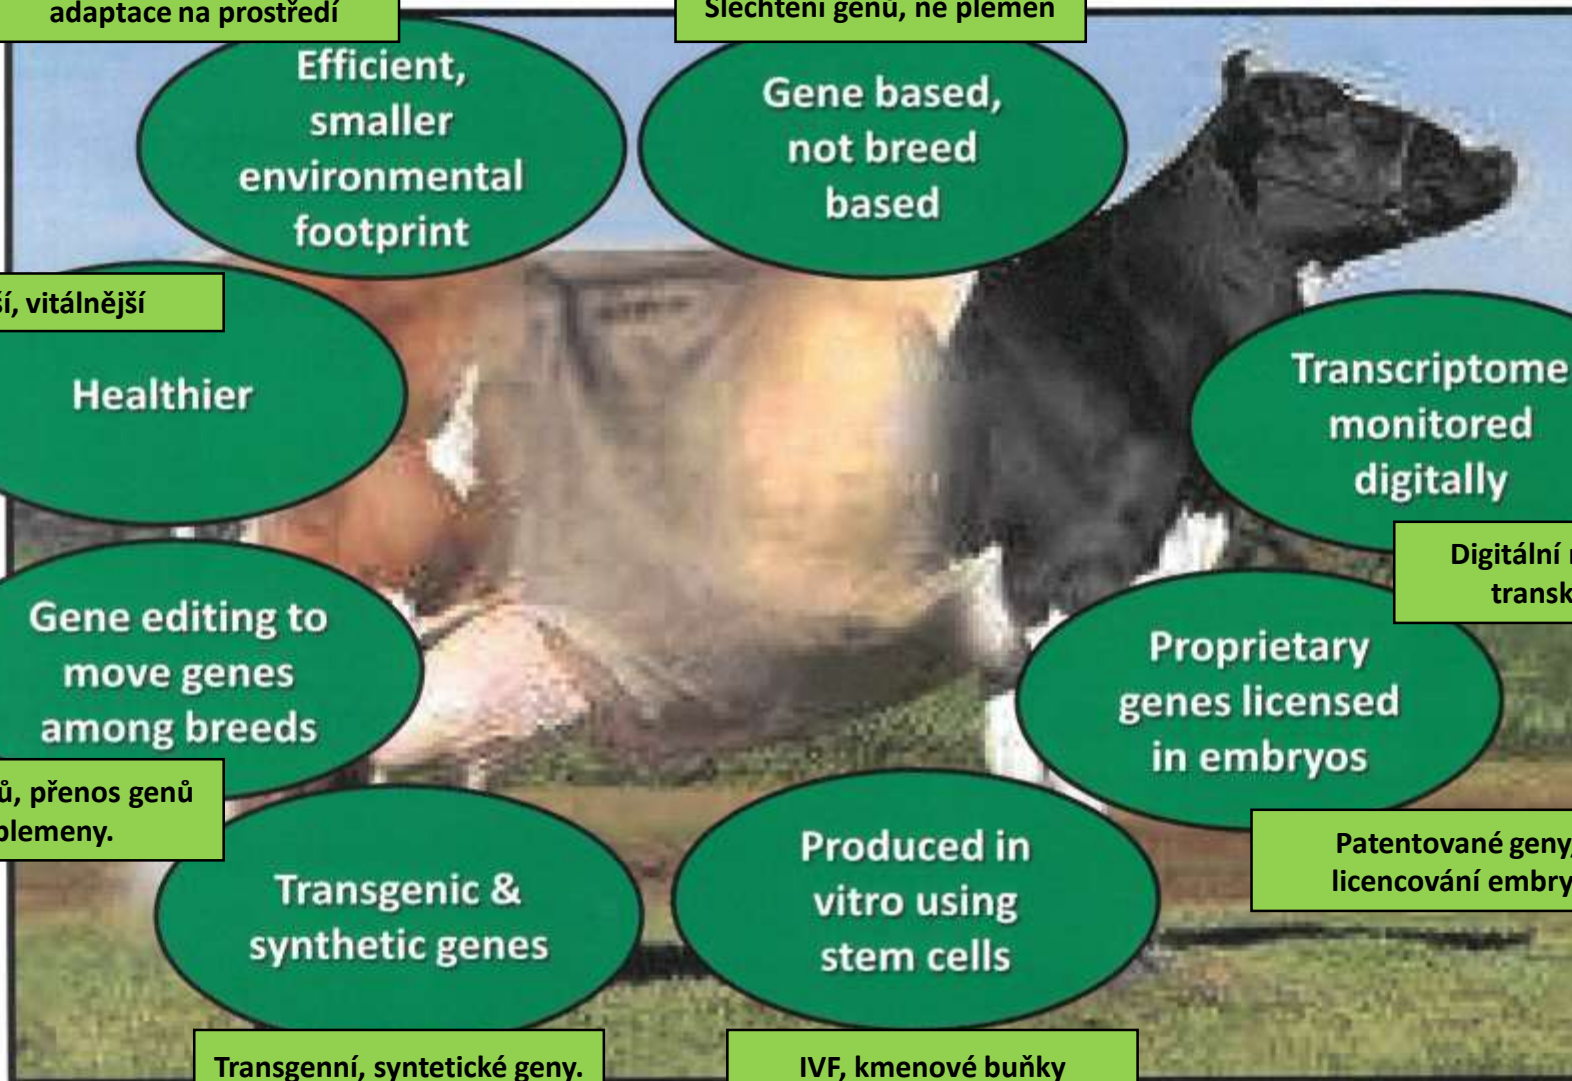 adaptace na prostředí
Šlechtění genů, ne plemen
Efficient,
smaller
environmental
footprint
Gene based,
not breed
based
vitálnější
Healthier
Transcriptome
monitored
digitally
Digitální
Gene editing to
move genes
among breeds
přenos genů
plemeny.
Proprietary
genes licensed
in embryos
Patentované geny,
licencování
Transgenic &
synthetic genes
Produced in
vitro using
stem cells
Transgenní, syntetické geny.
IVF, kmenové buňky